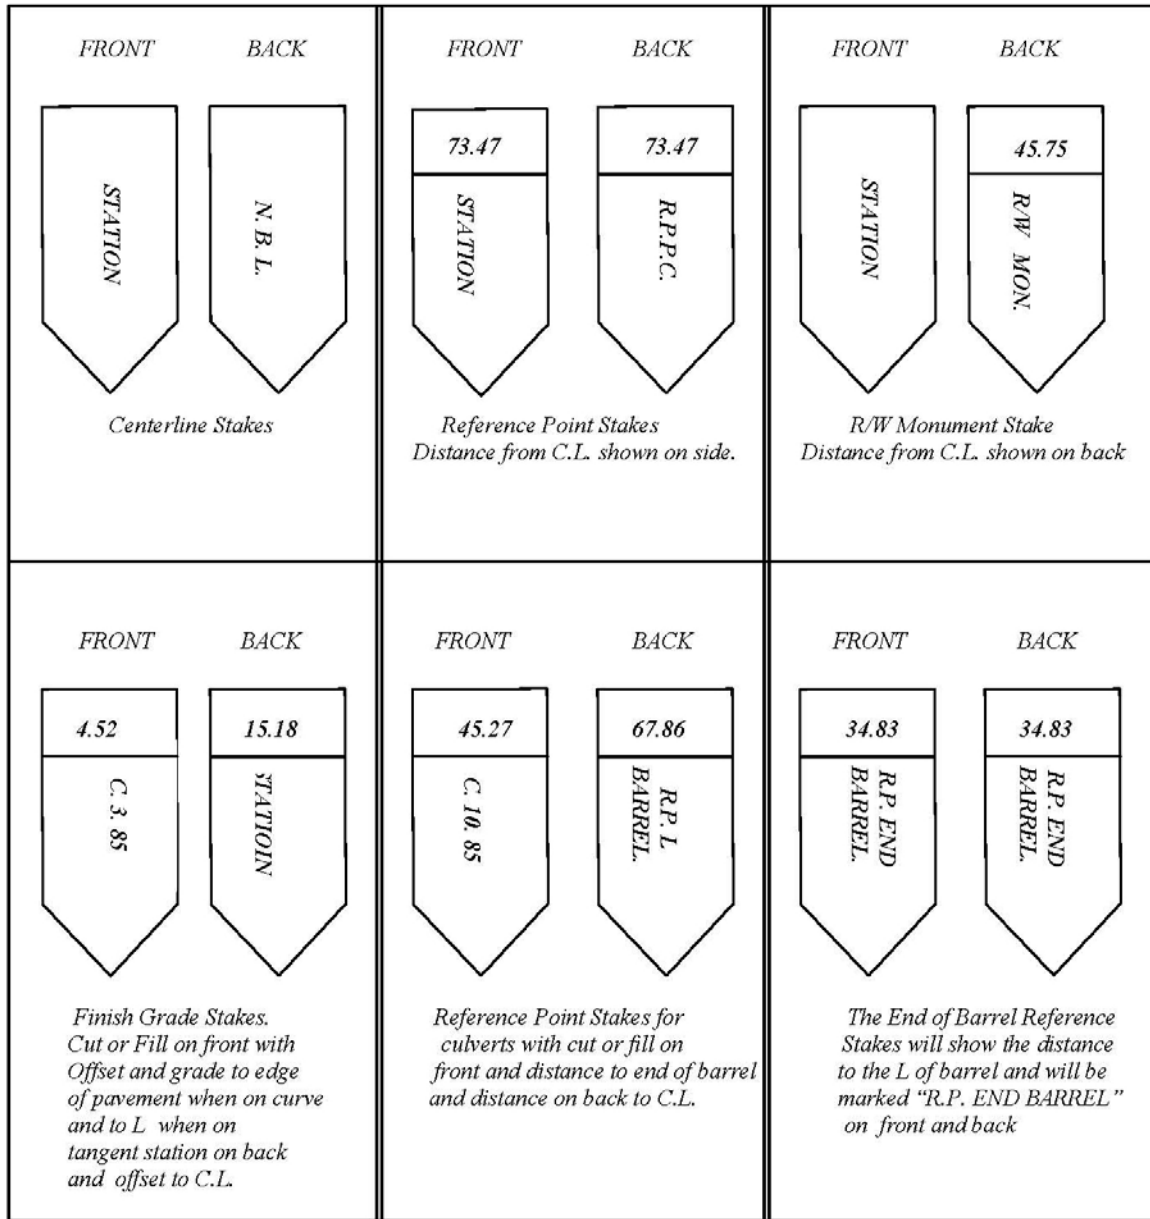 FRONT BACK
STATION
N. B. L.
Centerline Stakes
FRONT BACK
73.47 73.47
STATION
R.P.P.C.
Reference Point Stakes
Distance from C.L. shown on side.
FRONT BACK
45.75
STATION
R/W MON.
R/W Monument Stake
Distance from C.L. shown on back
FRONT BACK
4.52 15.18
C. 3. 85
STATIOIN
Finish Grade Stakes.
Cut or Fill on front with
Offset and grade to edge
of pavement when on curve
and to L when on
tangent station on back
and offset to C.L.
FRONT BACK
45.27 67.86
C. 10. 85
R.P. L
BARREL.
Reference Point Stakes for
culverts with cut or fill on
front and distance to end of barrel
and distance on back to C.L.
FRONT BACK
34.83 34.83
R.P. END
BARREL.
R.P. END
BARREL.
The End of Barrel Reference
Stakes will show the distance
to the L of barrel and will be
marked “R.P. END BARREL”
on front and back